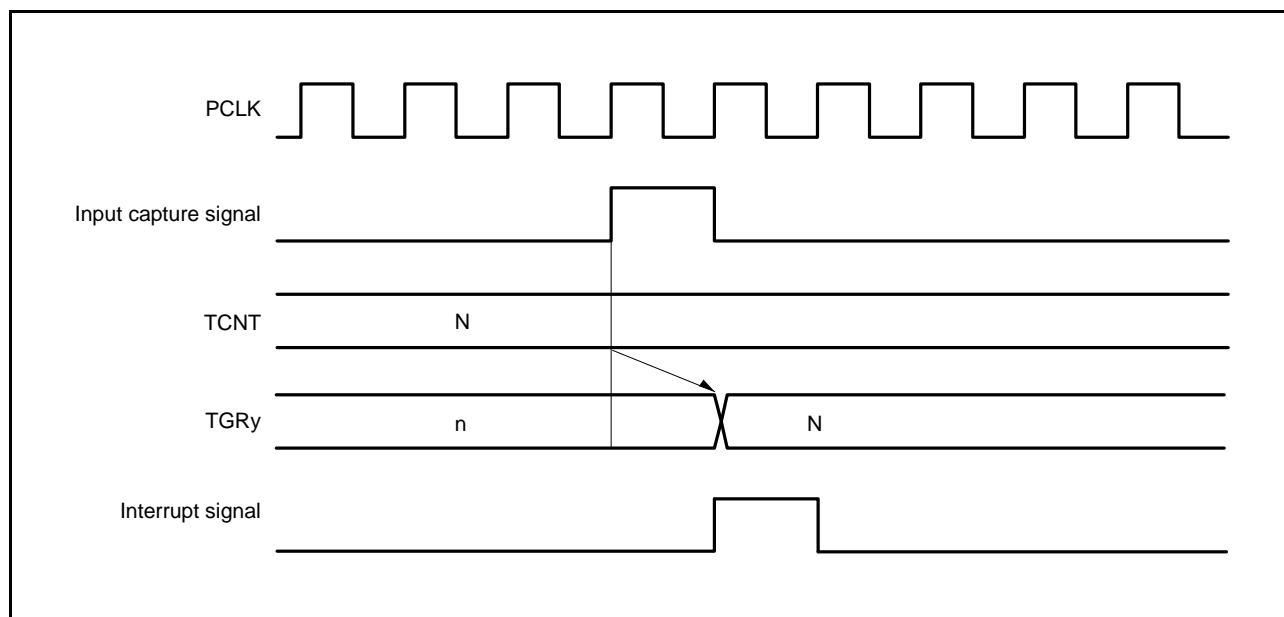 PCLK
Input capture signal
TCNT
N
TGRy
n
N
Interrupt signal